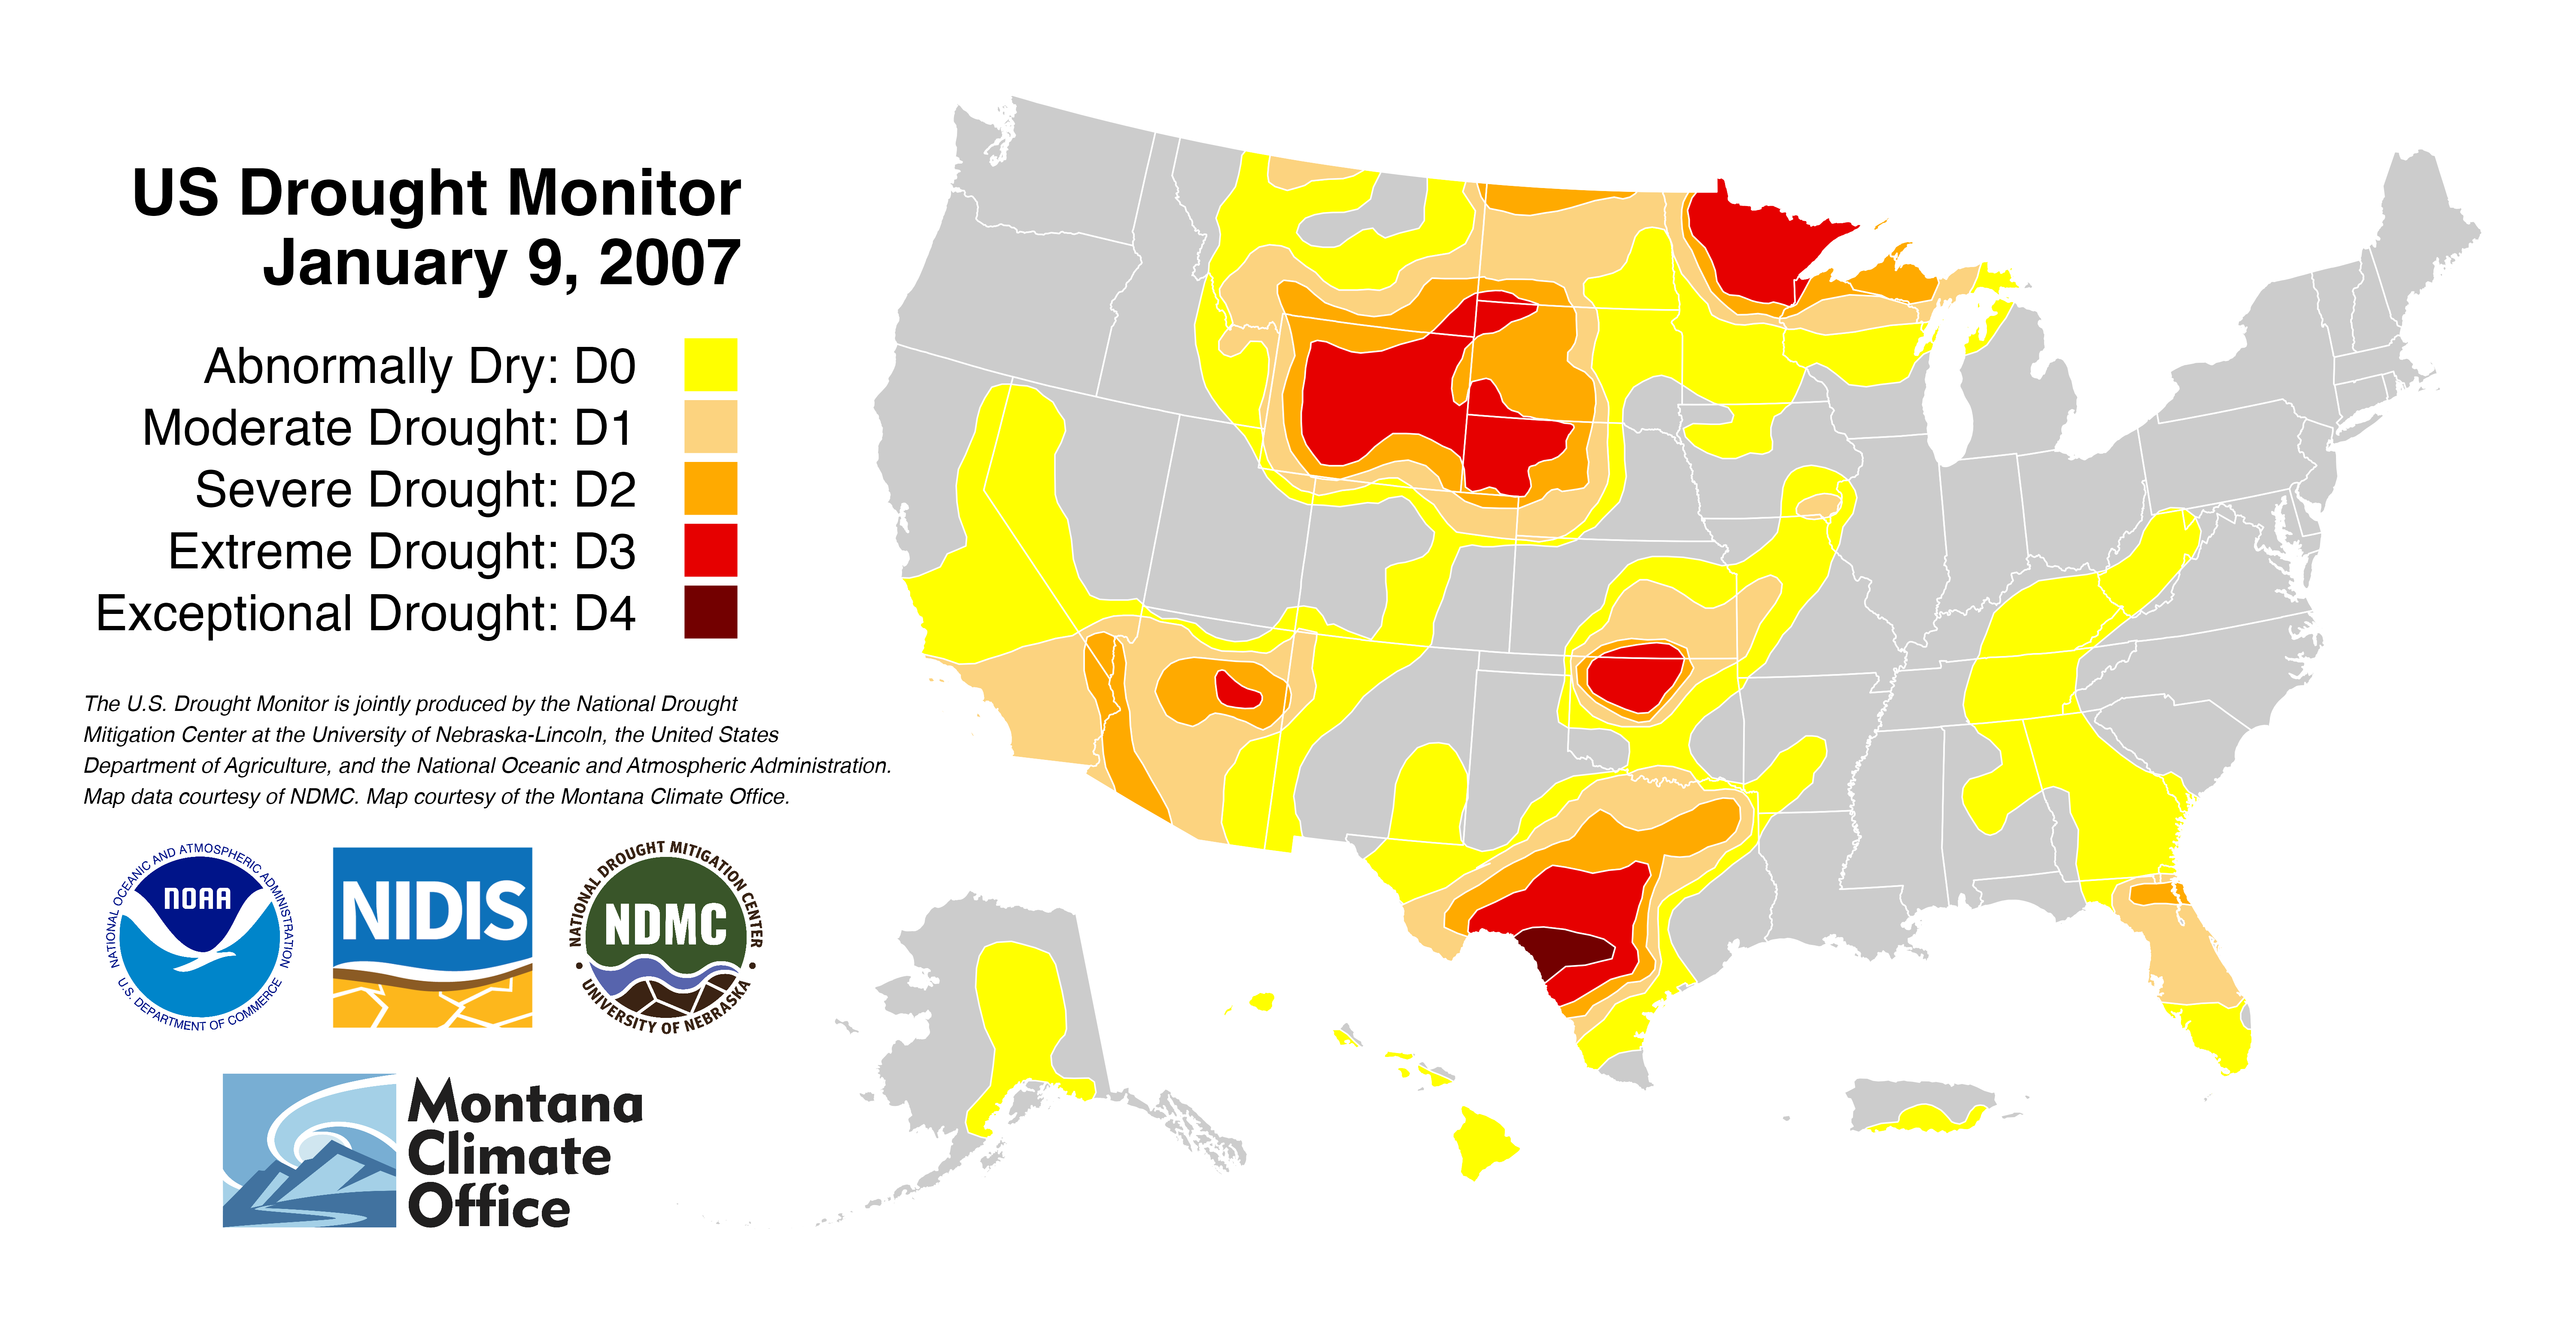 US Drought Monitor
January 9, 2007
Abnormally Dry: D0
Moderate Drought: D1
Severe Drought: D2
Extreme Drought: D3
Exceptional Drought: D4
The U.S. Drought Monitor is jointly produced by the National Drought
Mitigation Center at the University of Nebraska-Lincoln, the United States
Department of Agriculture, and the National Oceanic and Atmospheric Administration.
Map data courtesy of NDMC. Map courtesy of the Montana Climate Office.
NATIONAL OCEANIC AND ATMOSPHERIC ADMINISTRATION
NOAA
U.S. DEPARTMENT OF COMMERCE
NIDIS
NATIONAL DROUGHT MITIGATION CENTER
NDMC
UNIVERSITY OF NEBRASKA
Montana
Climate
Office